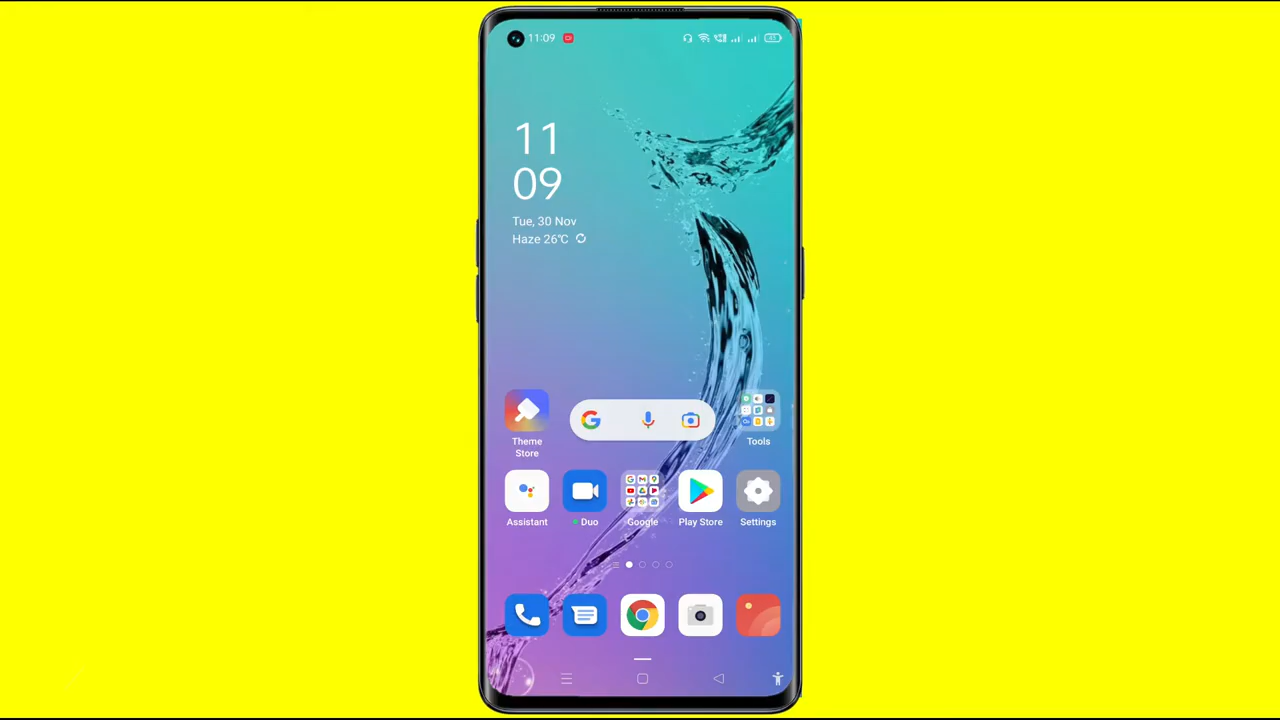 11:09
11
09
Tue, 30 Nov
Haze 26°C
Theme
Store
Tools
Assistant
Duo
Google
Play Store
Settings